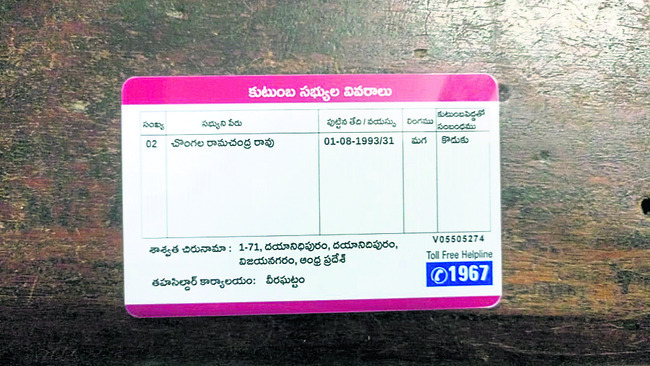 కుటుంబ సభ్యుల వివరాలు
సంఖ్య సభ్యుని పేరు పుట్టిన తేది / వయస్సు లింగము కుటుంబపెద్దతో సంబంధము
02 చొంగల రామచంద్ర రావు 01-08-1993/31 మగ కొడుకు
V05505274
శాశ్వత చిరునామా : 1-71, దయానిధిపురం, దయానిదిపురం,
విజయనగరం, ఆంధ్ర ప్రదేశ్
Toll Free Helpline
1967
తహసిల్దార్ కార్యాలయం: వీరఘట్టం